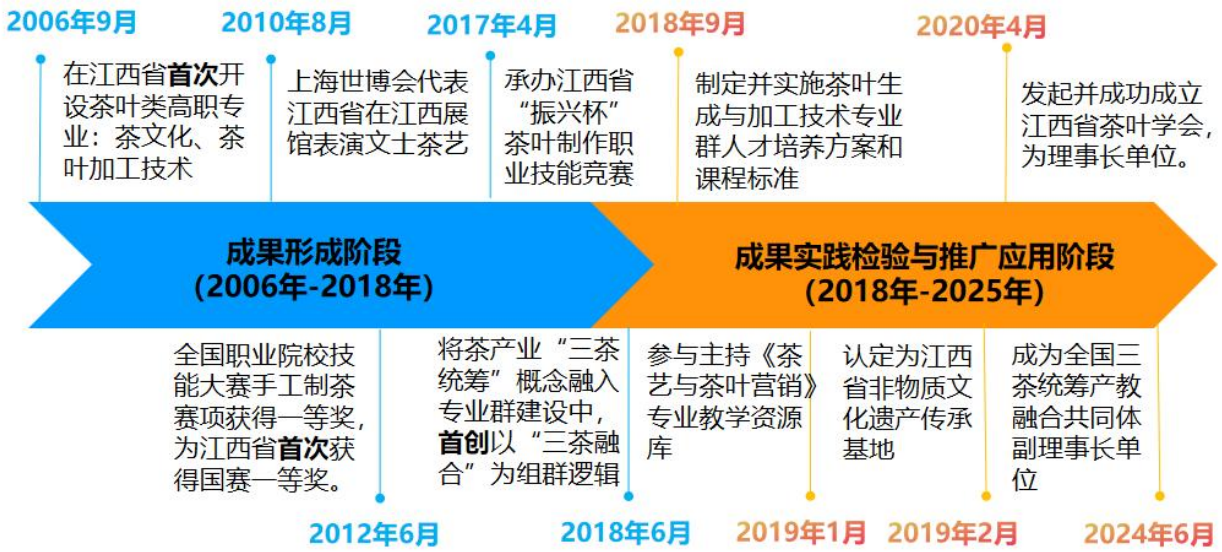 2006年9月
在江西省首次开
设茶叶类高职专
业：茶文化、茶
叶加工技术
2010年8月
上海世博会代表
江西省在江西展
馆表演文士茶艺
2017年4月
承办江西省
“振兴杯”
茶叶制作职
业技能竞赛
2018年9月
制定并实施茶叶生
成与加工技术专业
群人才培养方案和
课程标准
2020年4月
发起并成功成立
江西省茶叶学会，
为理事长单位。
成果形成阶段
（2006年-2018年）
成果实践检验与推广应用阶段
（2018年-2025年）
全国职业院校技
能大赛手工制茶
赛项获得一等奖，
为江西省首次获
得国赛一等奖。
2012年6月
将茶产业“三茶
统筹”概念融入
专业群建设中，
首创以“三茶融
合”为组群逻辑
2018年6月
参与主持《茶
艺与茶叶营销》
专业教学资源
库
2019年1月
认定为江西
省非物质文
化遗产传承
基地
2019年2月
成为全国三
茶统筹产教
融合共同体
副理事长单
位
2024年6月